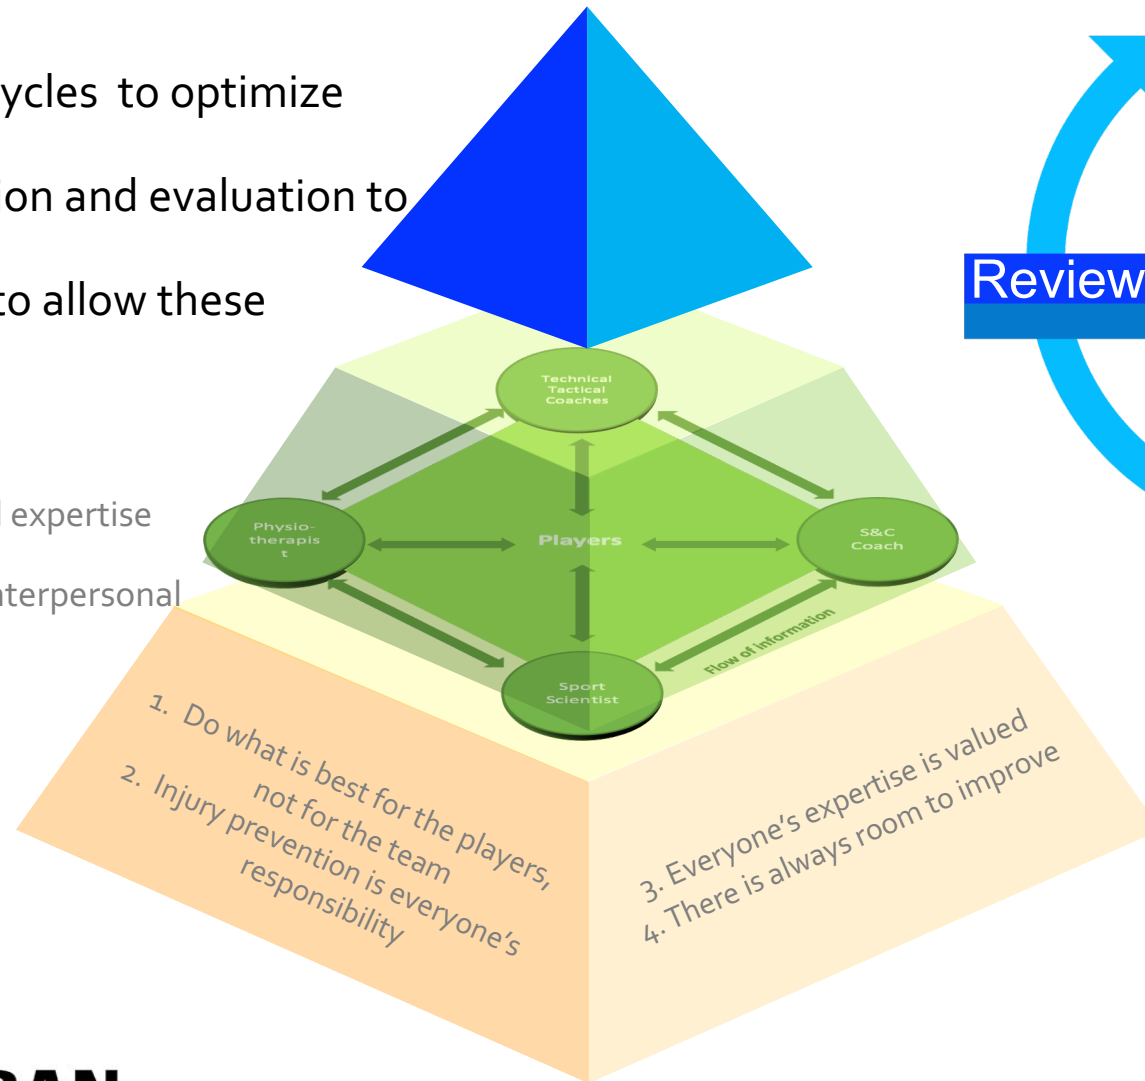 ycles to optimize
ion and evaluation to
to allow these
Review
Technical
Tactical
Coaches
expertise
Physio-
therapis
t
Players
S&C
Coach
nterpersonal
Flow of information
Sport
Scientist
1. Do what is best for the players,
not for the team
2. Injury prevention is everyone's
responsibility
3. Everyone's expertise is valued
4. There is always room to improve